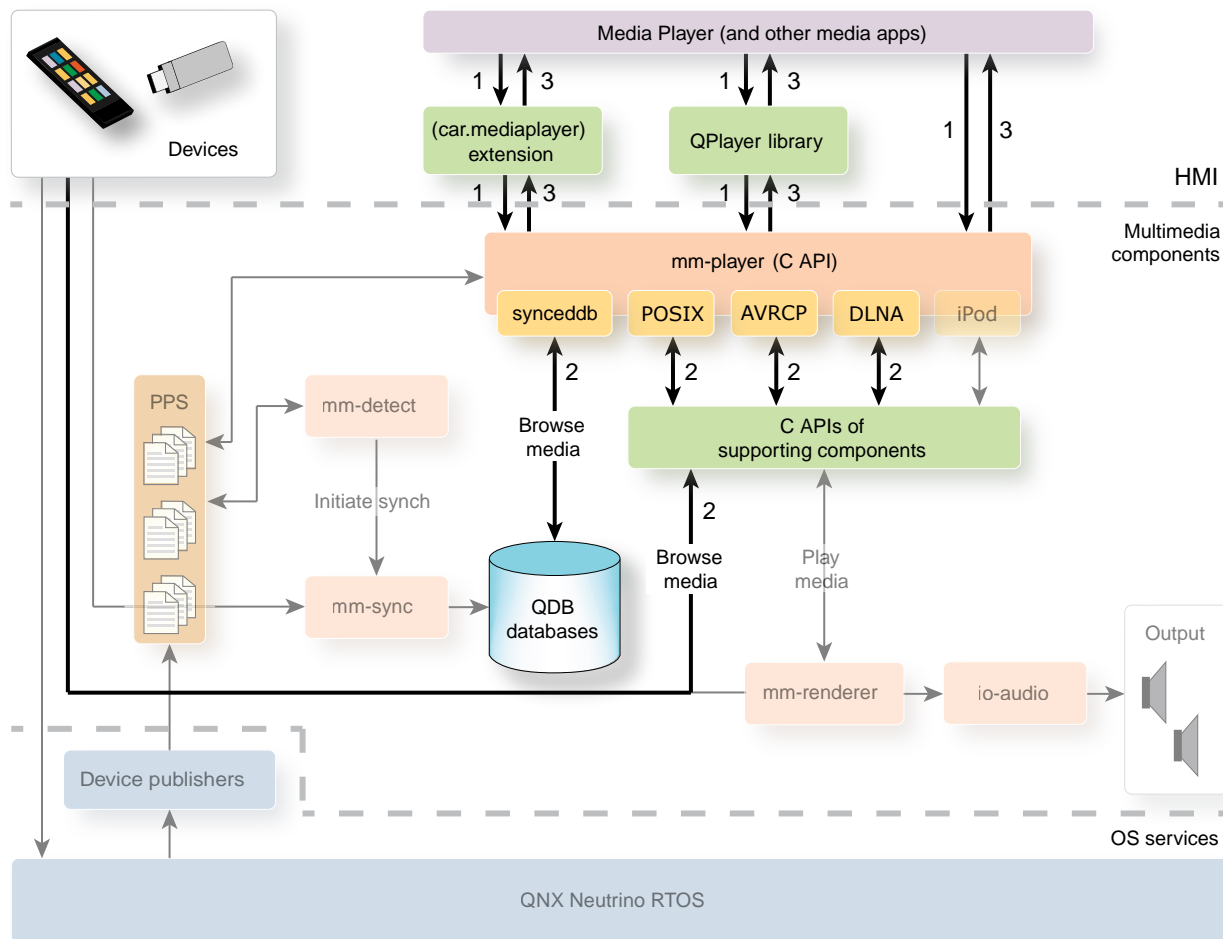 Media Player (and other media apps)
1
3
1
3
1
3
Devices
(car.mediaplayer)
extension
QPlayer library
1
3
1
3
HMI
Multimedia
components
mm-player (C API)
synceddb
POSIX
AVRCP
DLNA
iPod
2
2
2
2
PPS
mm-detect
Browse
media
C APIs of
supporting components
Initiate synch
2
Browse
media
Play
media
mm-sync
QDB
databases
Output
mm-renderer
io-audio
Device publishers
OS services
QNX Neutrino RTOS